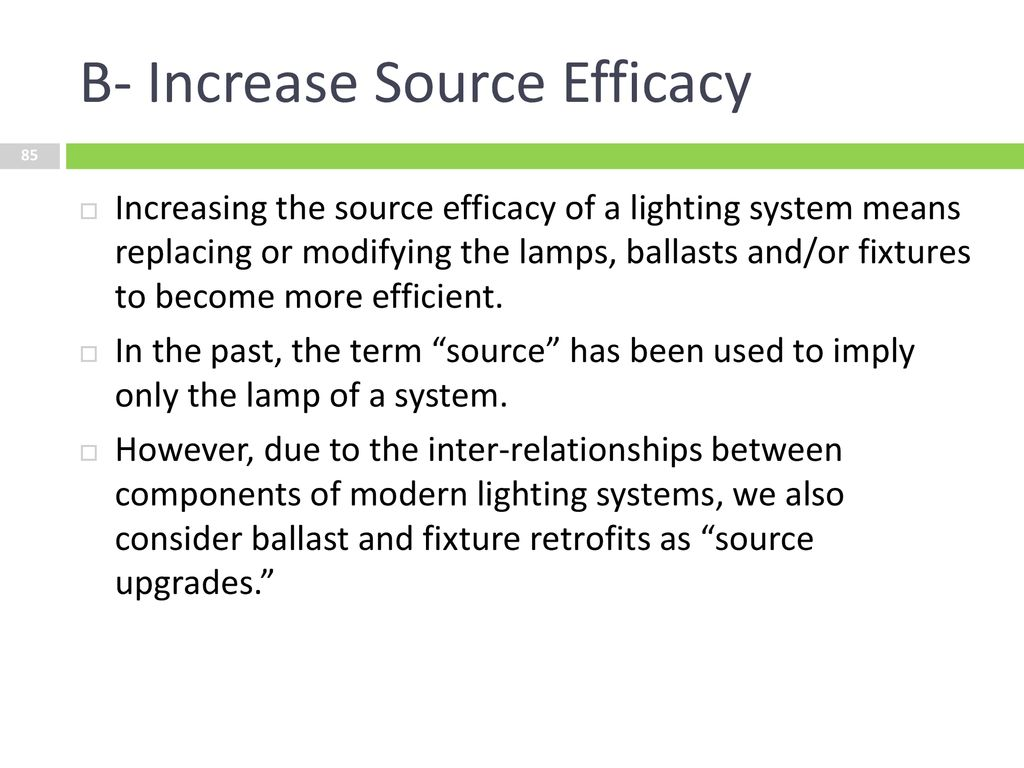 B- Increase Source Efficacy
85
Increasing the source efficacy of a lighting system means
replacing or modifying the lamps, ballasts and/or fixtures
to become more efficient.
In the past, the term “source” has been used to imply
only the lamp of a system.
However, due to the inter-relationships between
components of modern lighting systems, we also
consider ballast and fixture retrofits as “source
upgrades.”